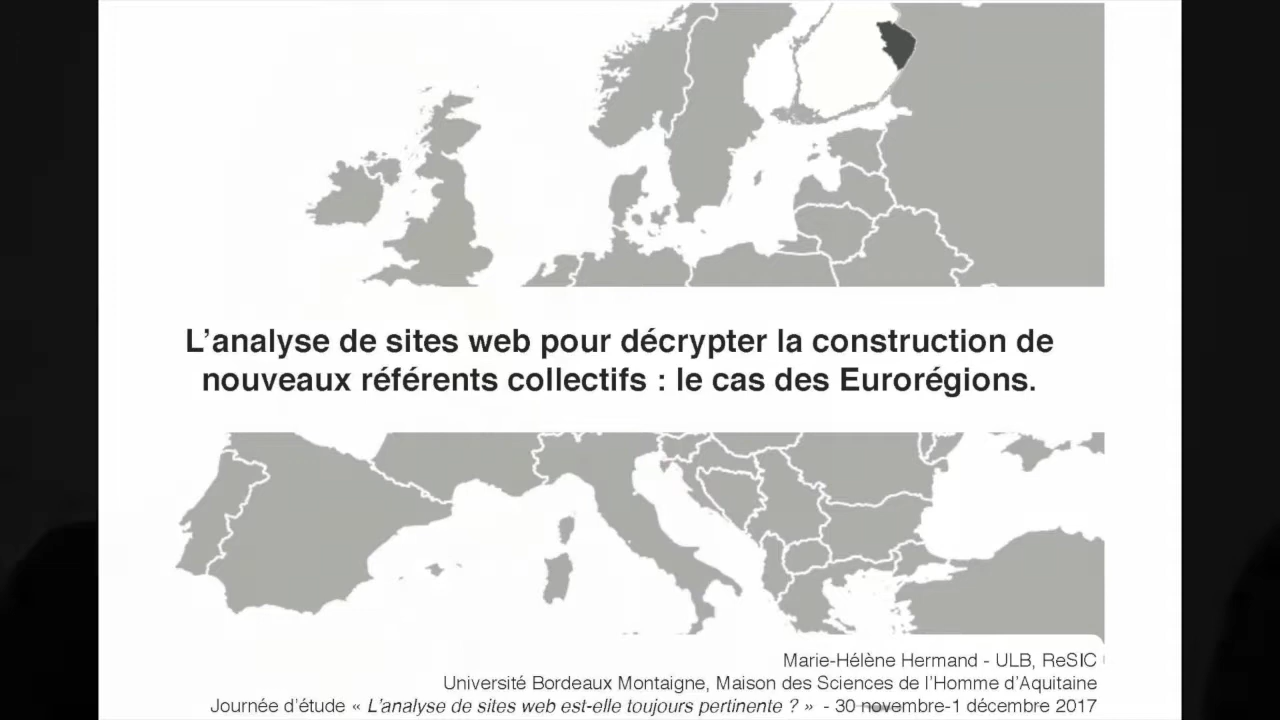 L'analyse de sites web pour décrypter la construction de
nouveaux référents collectifs : le cas des Eurorégions.
Marie-Hélène Hermand - ULB, ReSIC
Université Bordeaux Montaigne, Maison des Sciences de l'Homme d'Aquitaine
Journée d'étude « L'analyse de sites web est-elle toujours pertinente ? » - 30 novembre-1 décembre 2017